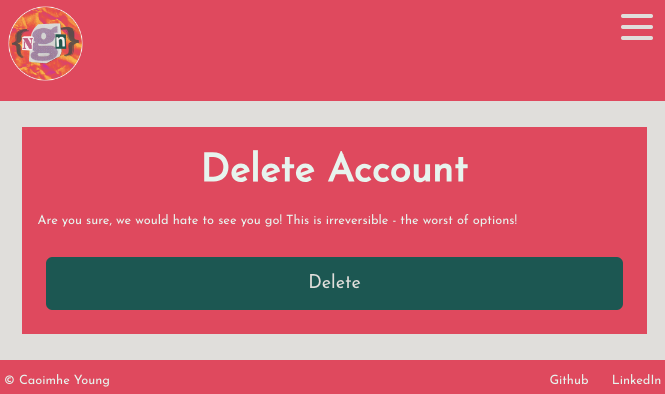 {Ngn}
Delete Account
Are you sure, we would hate to see you go! This is irreversible - the worst of options!
Delete
© Caoimhe Young
Github
LinkedIn